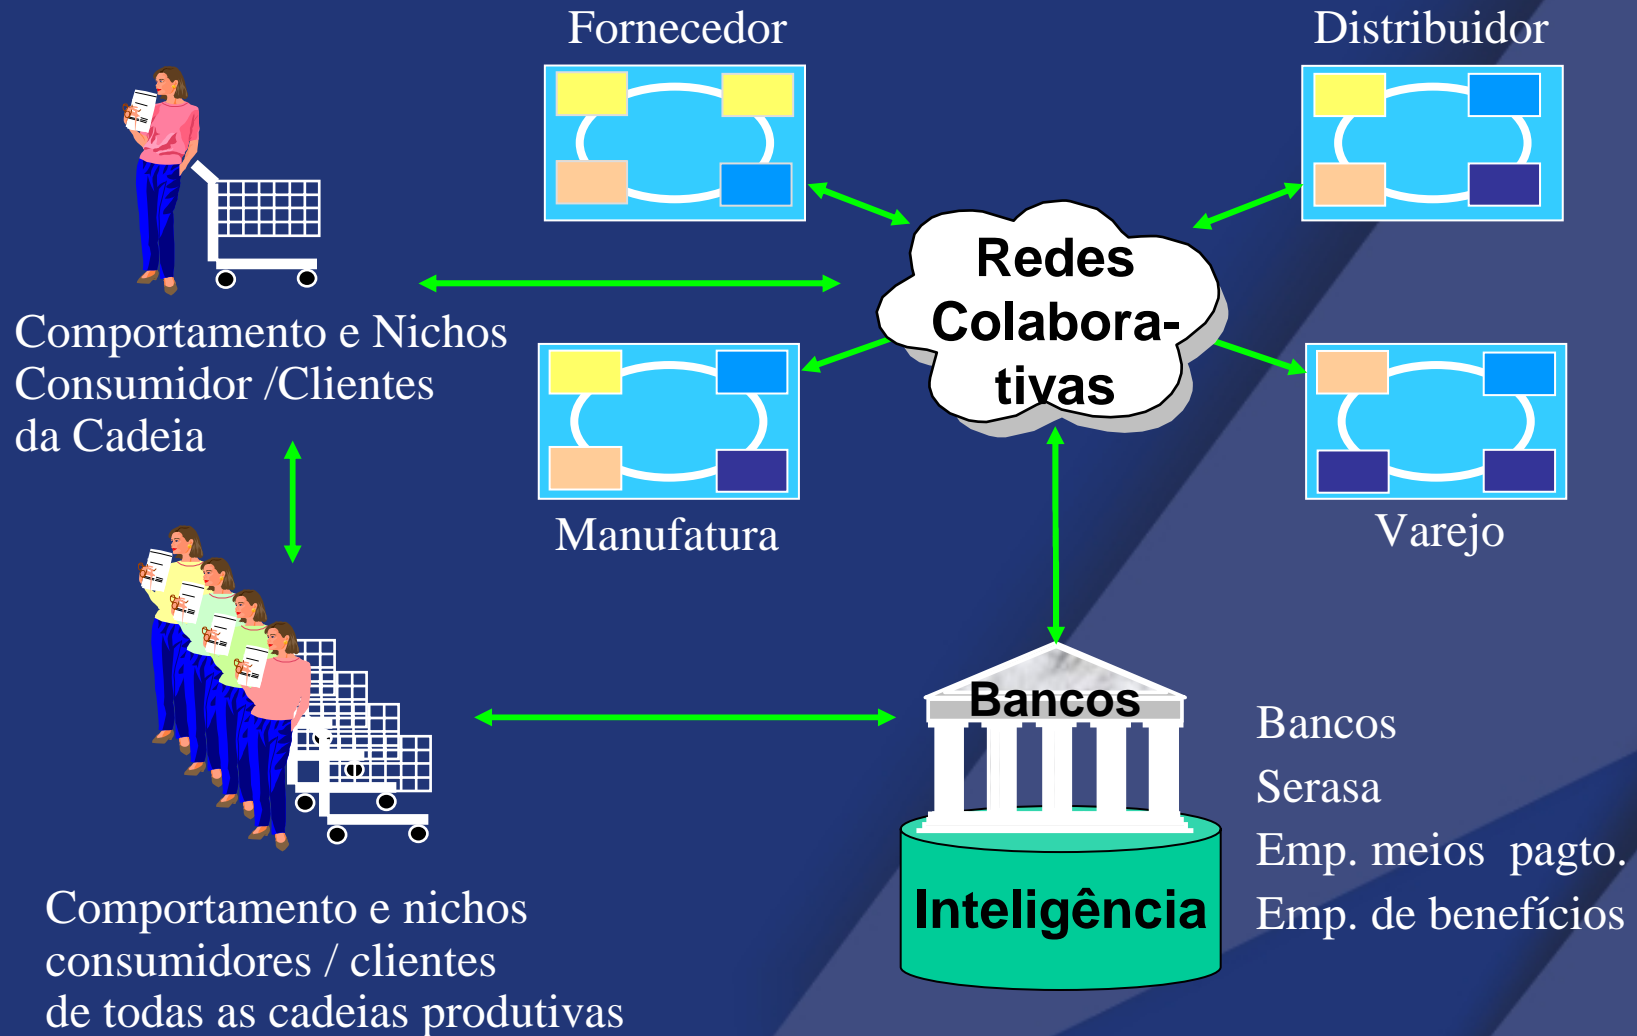 Fornecedor
Distribuidor
Redes
Colabora-
tivas
Comportamento e Nichos
Consumidor /Clientes
da Cadeia
Manufatura
Varejo
Bancos
Inteligência
Bancos
Serasa
Emp. meios pagto.
Emp. de benefícios
Comportamento e nichos
consumidores / clientes
de todas as cadeias produtivas